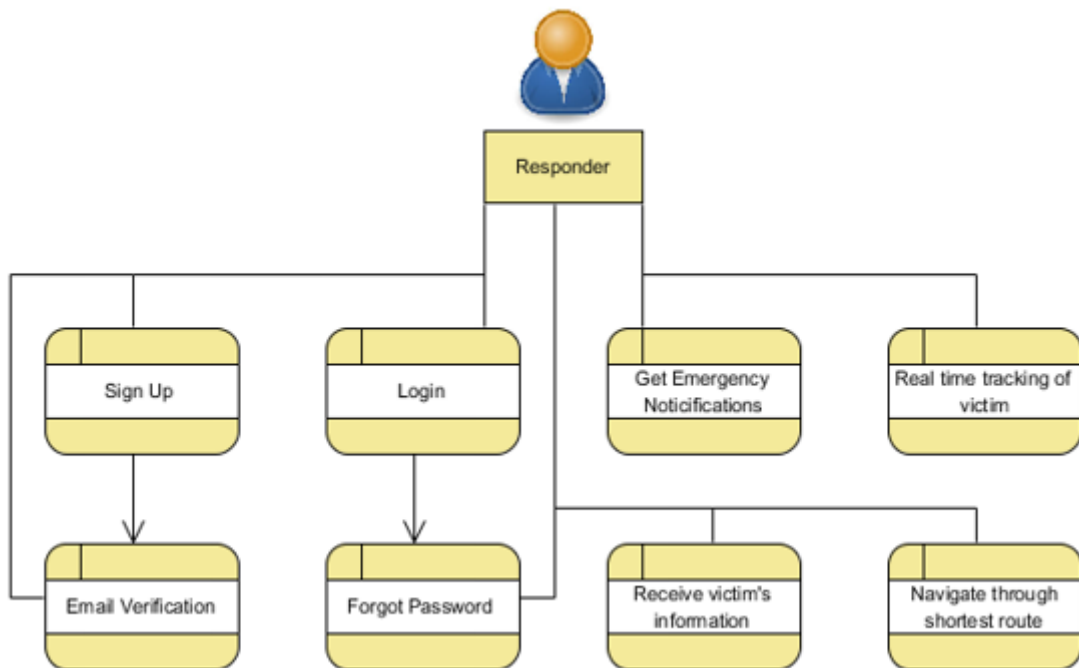 Responder
Sign Up
Login
Get Emergency
Noticifications
Real time tracking of
victim
Email Verification
Forgot Password
Receive victim's
information
Navigate through
shortest route